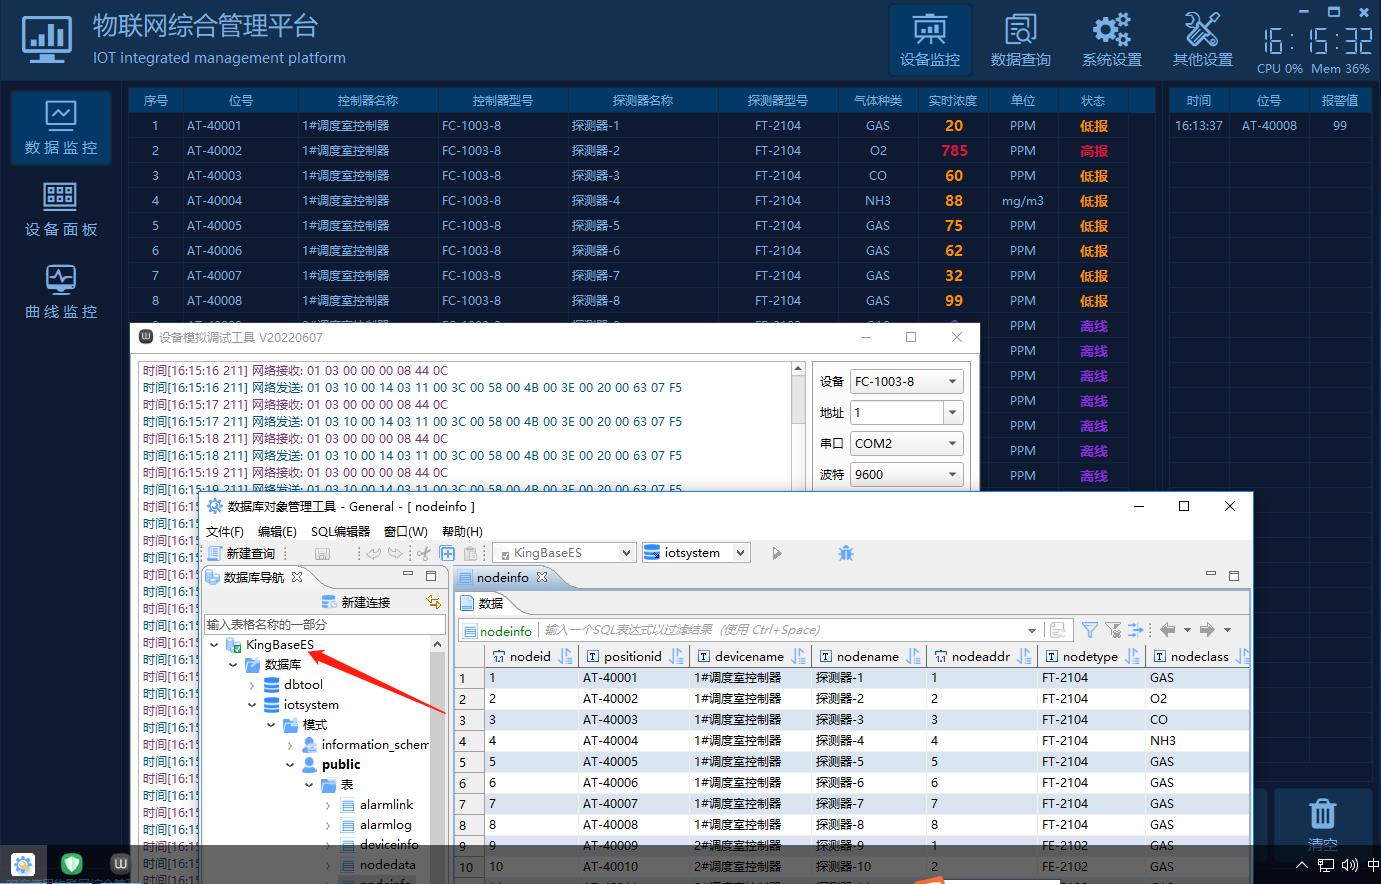 物联网综合管理平台
IOT integrated management platform
设备监控
数据查询
系统设置
其他设置
16:15:32
CPU 0% Mem 36%
数据监控
设备面板
曲线监控
序号 位号 控制器名称 控制器型号 探测器名称 探测器型号 气体种类 实时浓度 单位 状态
1 AT-40001 1#调度室控制器 FC-1003-8 探测器-1 FT-2104 GAS 20 PPM 低报
2 AT-40002 1#调度室控制器 FC-1003-8 探测器-2 FT-2104 O2 785 PPM 高报
3 AT-40003 1#调度室控制器 FC-1003-8 探测器-3 FT-2104 CO 60 PPM 低报
4 AT-40004 1#调度室控制器 FC-1003-8 探测器-4 FT-2104 NH3 88 mg/m3 低报
5 AT-40005 1#调度室控制器 FC-1003-8 探测器-5 FT-2104 GAS 75 PPM 低报
6 AT-40006 1#调度室控制器 FC-1003-8 探测器-6 FT-2104 GAS 62 PPM 低报
7 AT-40007 1#调度室控制器 FC-1003-8 探测器-7 FT-2104 GAS 32 PPM 低报
8 AT-40008 1#调度室控制器 FC-1003-8 探测器-8 FT-2104 GAS 99 PPM 低报
PPM 离线
PPM 离线
PPM 离线
PPM 离线
PPM 离线
PPM 离线
PPM 离线
时间 位号 报警值
16:13:37 AT-40008 99
清空
设备模拟调试工具 V20220607
时间[16:15:16 211] 网络接收: 01 03 00 00 00 08 44 0C
时间[16:15:16 211] 网络发送: 01 03 10 00 14 03 11 00 3C 00 58 00 4B 00 3E 00 20 00 63 07 F5
时间[16:15:17 211] 网络接收: 01 03 00 00 00 08 44 0C
时间[16:15:17 211] 网络发送: 01 03 10 00 14 03 11 00 3C 00 58 00 4B 00 3E 00 20 00 63 07 F5
时间[16:15:18 211] 网络接收: 01 03 00 00 00 08 44 0C
时间[16:15:18 211] 网络发送: 01 03 10 00 14 03 11 00 3C 00 58 00 4B 00 3E 00 20 00 63 07 F5
时间[16:15:19 211] 网络接收: 01 03 00 00 00 08 44 0C
时间[16:15:19 211] 网络发送: 01 03 10 00 14 03 11 00 3C 00 58 00 4B 00 3E 00 20 00 63 07 F5
设备 FC-1003-8
地址 1
串口 COM2
波特 9600
数据库对象管理工具 - General - [ nodeinfo ]
文件(F) 编辑(E) SQL编辑器 窗口(W) 帮助(H)
新建查询 KingBaseES iotsystem
数据库导航
新建连接
输入表格名称的一部分
KingBaseES
数据库
dbtool
iotsystem
模式
information_schem
public
表
alarmlink
alarmlog
deviceinfo
nodedata
nodeinfo
nodeinfo
数据
nodeinfo 输入一个SQL表达式以过滤结果 (使用 Ctrl+Space)
nodeid positionid devicename nodename nodeaddr nodetype nodeclass
1 1 AT-40001 1#调度室控制器 探测器-1 1 FT-2104 GAS
2 2 AT-40002 1#调度室控制器 探测器-2 2 FT-2104 O2
3 3 AT-40003 1#调度室控制器 探测器-3 3 FT-2104 CO
4 4 AT-40004 1#调度室控制器 探测器-4 4 FT-2104 NH3
5 5 AT-40005 1#调度室控制器 探测器-5 5 FT-2104 GAS
6 6 AT-40006 1#调度室控制器 探测器-6 6 FT-2104 GAS
7 7 AT-40007 1#调度室控制器 探测器-7 7 FT-2104 GAS
8 8 AT-40008 1#调度室控制器 探测器-8 8 FT-2104 GAS
9 9 AT-40009 2#调度室控制器 探测器-9 1 FE-2102 GAS
10 10 AT-40010 2#调度室控制器 探测器-10 2 FE-2102 GAS
中